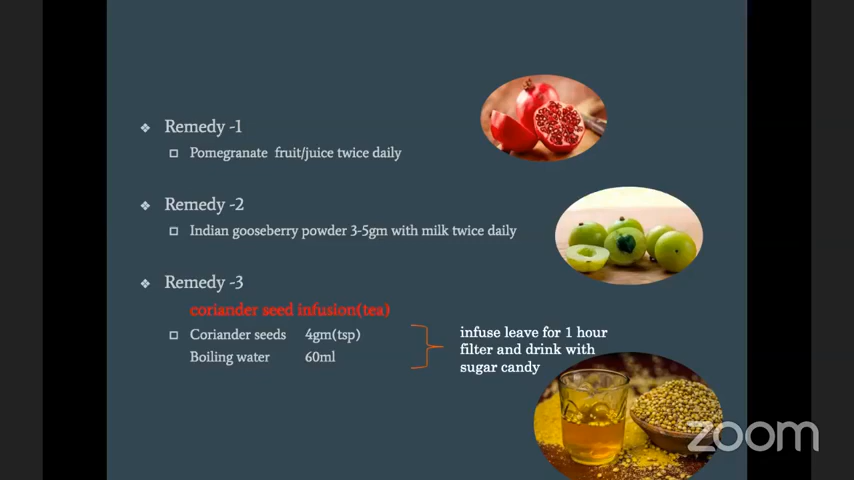 Remedy -1
Pomegranate fruit/juice twice daily
Remedy -2
Indian gooseberry powder 3-5gm with milk twice daily
Remedy -3
coriander seed infusion(tea)
Coriander seeds 4gm(tsp)
Boiling water 60ml
infuse leave for 1 hour
filter and drink with
sugar candy
zoom